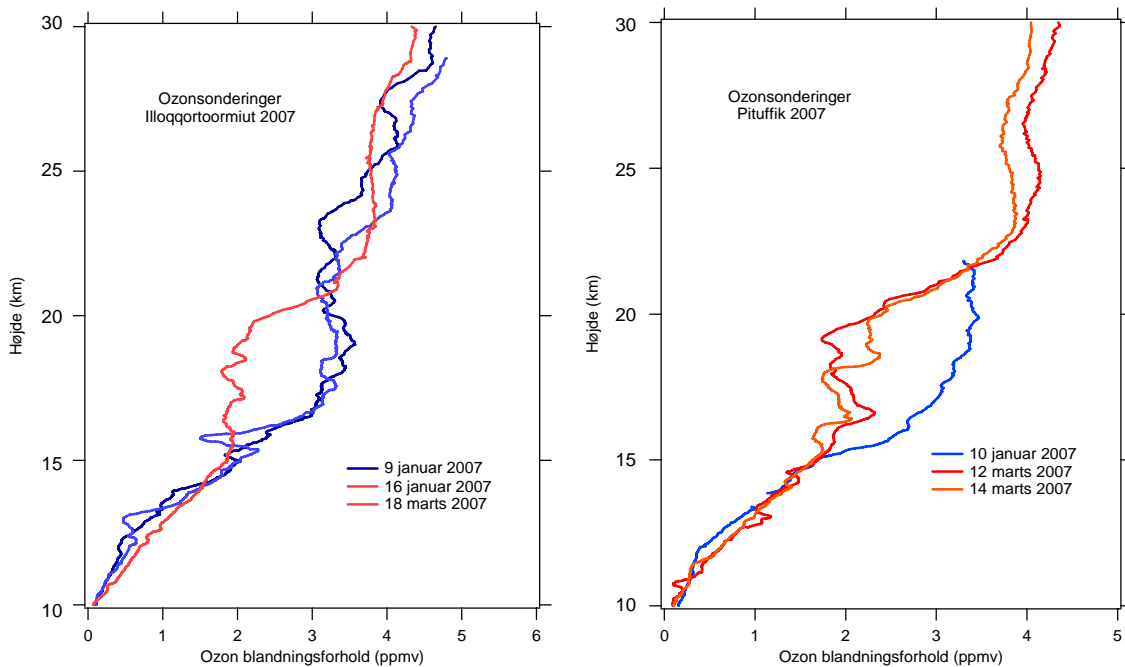 30
25
20
15
10
Højde (km)
Ozonsonderinger
Illoqqortoormiut 2007
9 januar 2007
16 januar 2007
18 marts 2007
0 1 2 3 4 5 6
Ozon blandningsforhold (ppmv)
30
25
20
15
10
Højde (km)
Ozonsonderinger
Pituffik 2007
10 januar 2007
12 marts 2007
14 marts 2007
0 1 2 3 4 5
Ozon blandningsforhold (ppmv)